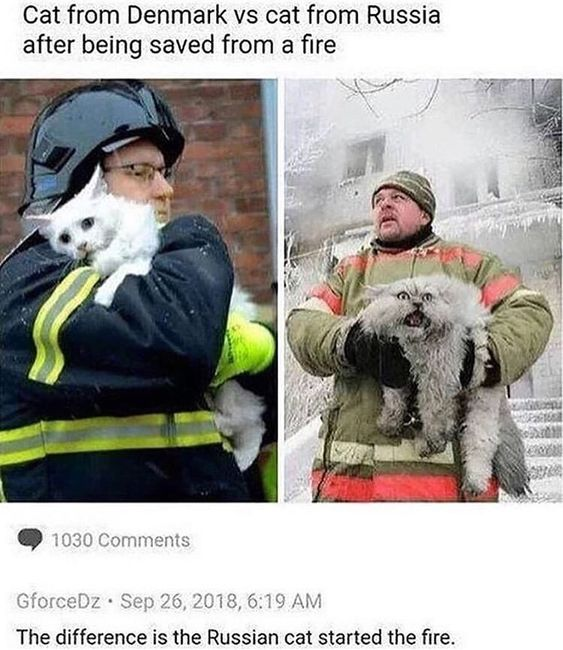 Cat from Denmark vs cat from Russia
after being saved from a fire
1030 Comments
GforceDz • Sep 26, 2018, 6:19 AM
The difference is the Russian cat started the fire.